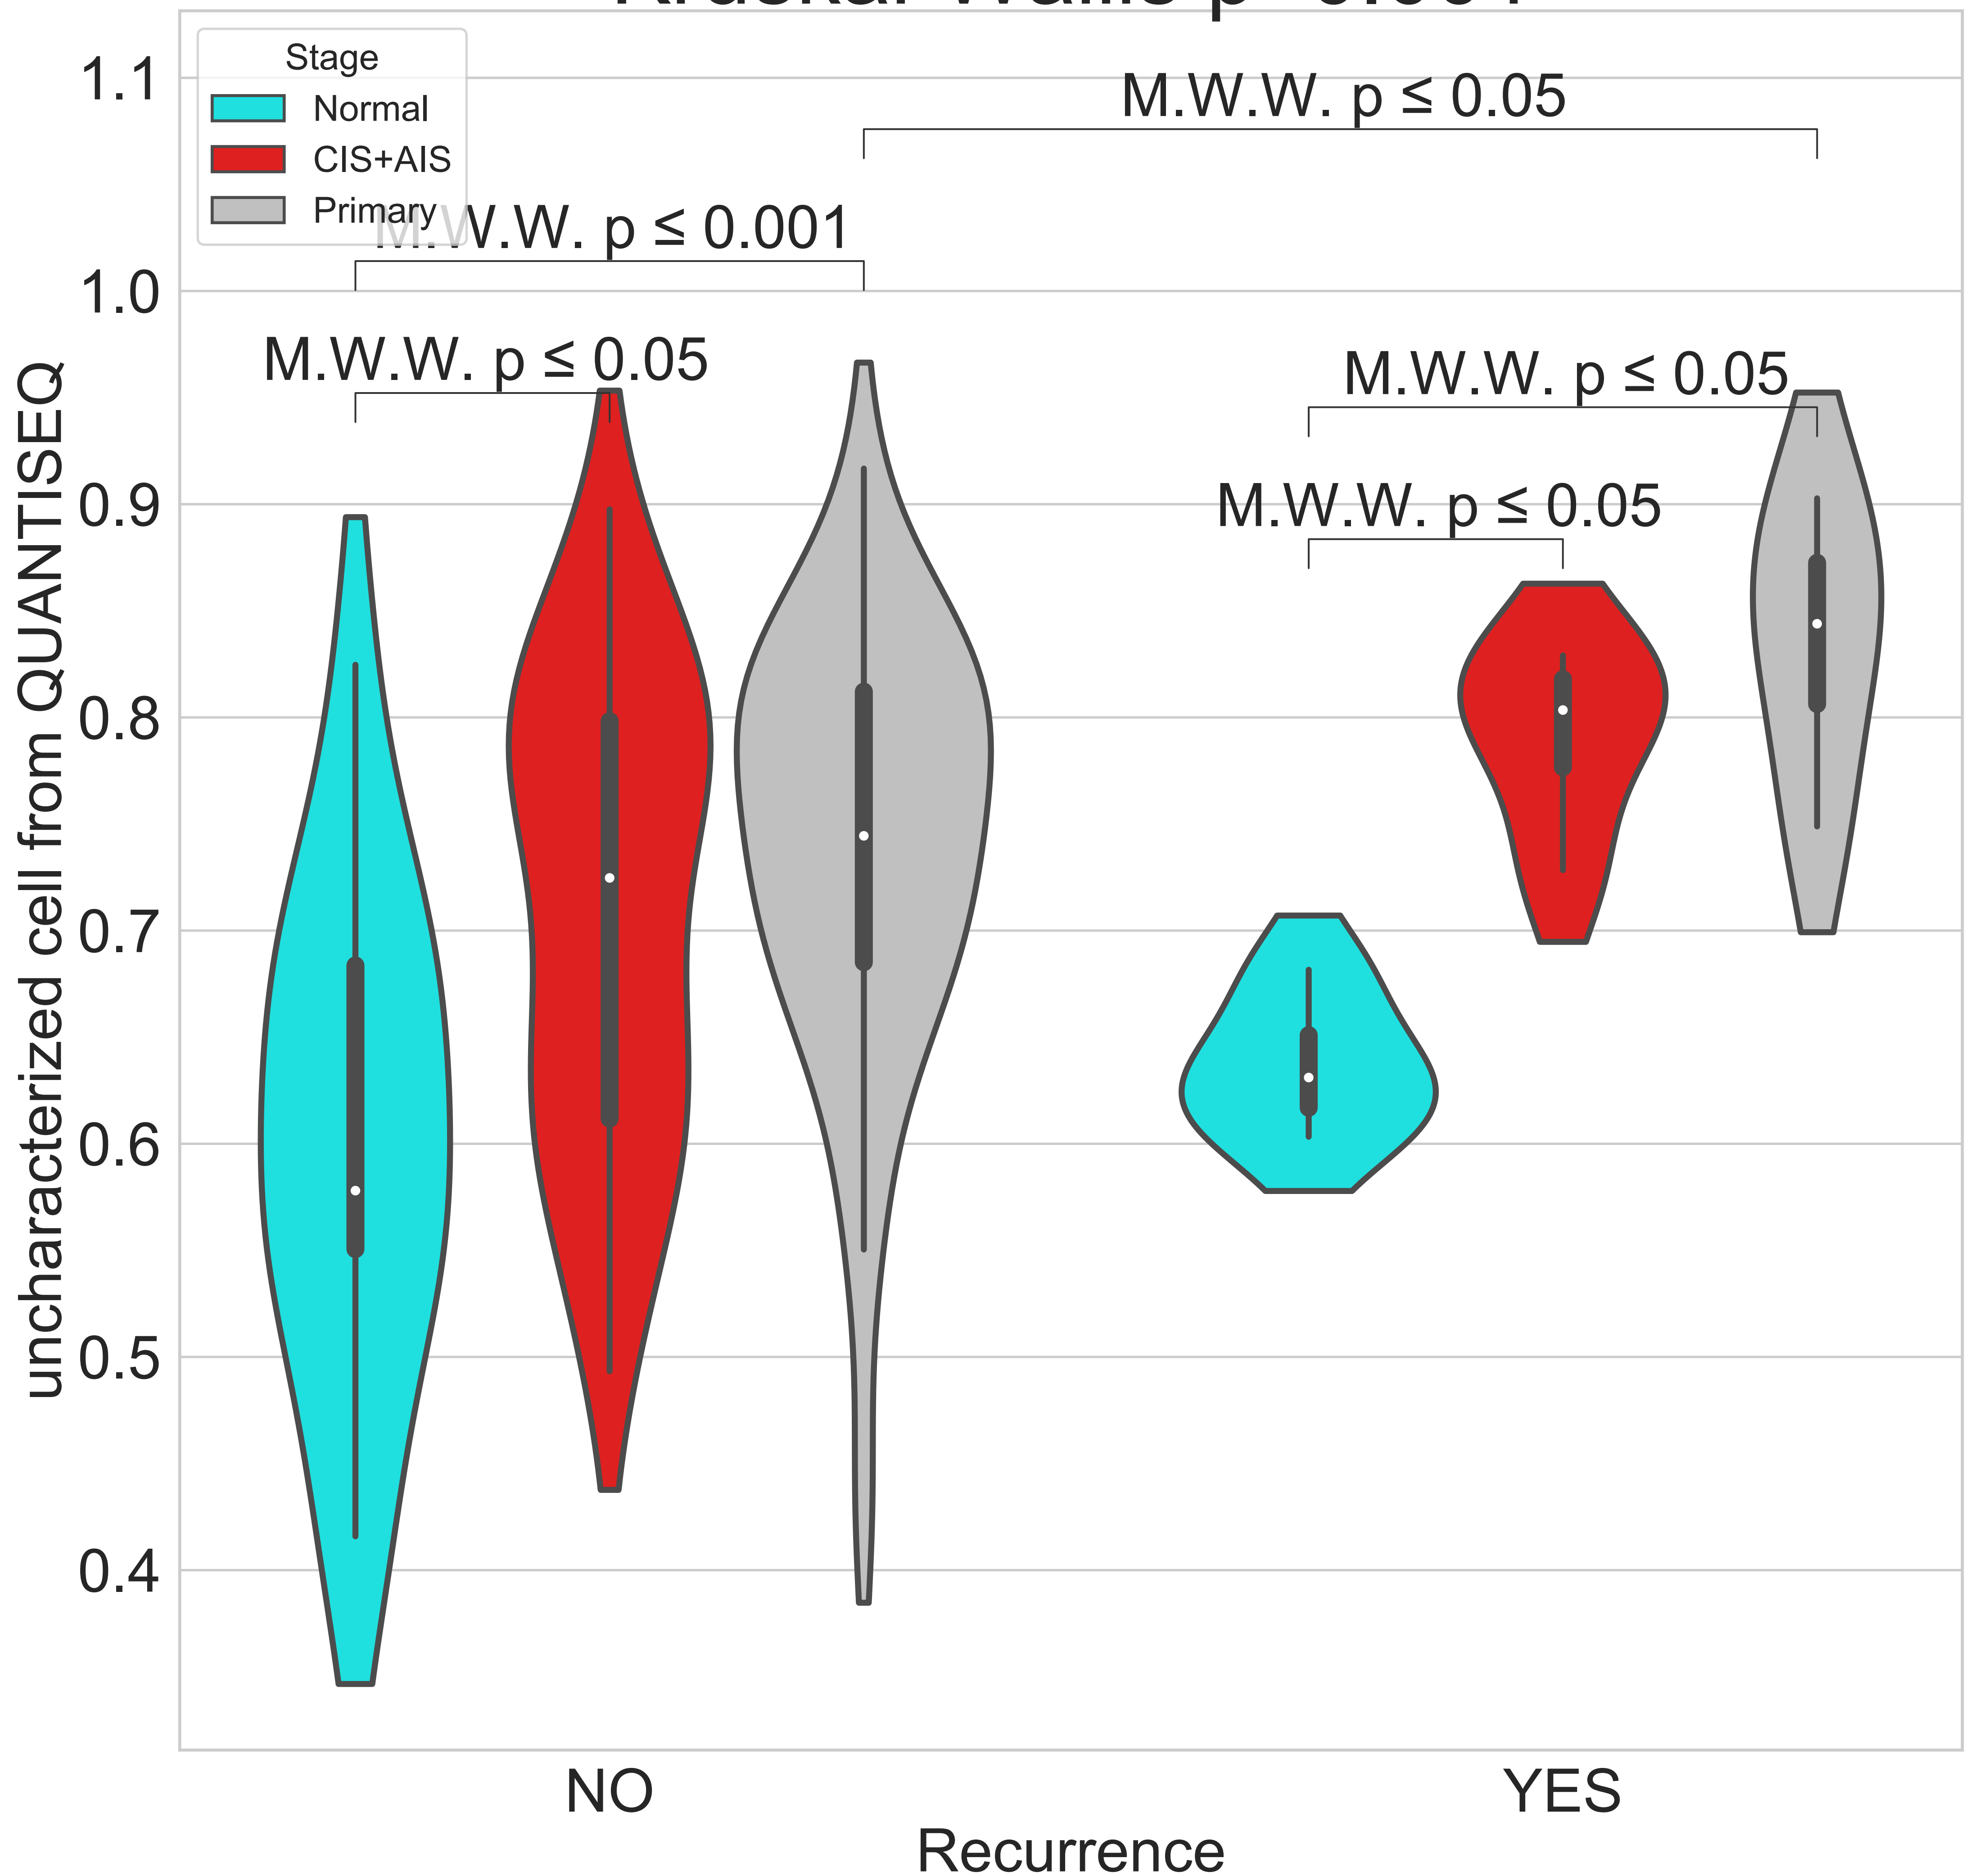 Stage
Normal
CIS+AIS
Primary
M.W.W. p ≤ 0.05
M.W.W. p ≤ 0.001
M.W.W. p ≤ 0.05
M.W.W. p ≤ 0.05
M.W.W. p ≤ 0.05
1.1
1.0
0.9
0.8
0.7
0.6
0.5
0.4
uncharacterized cell from QUANTISEQ
NO
YES
Recurrence